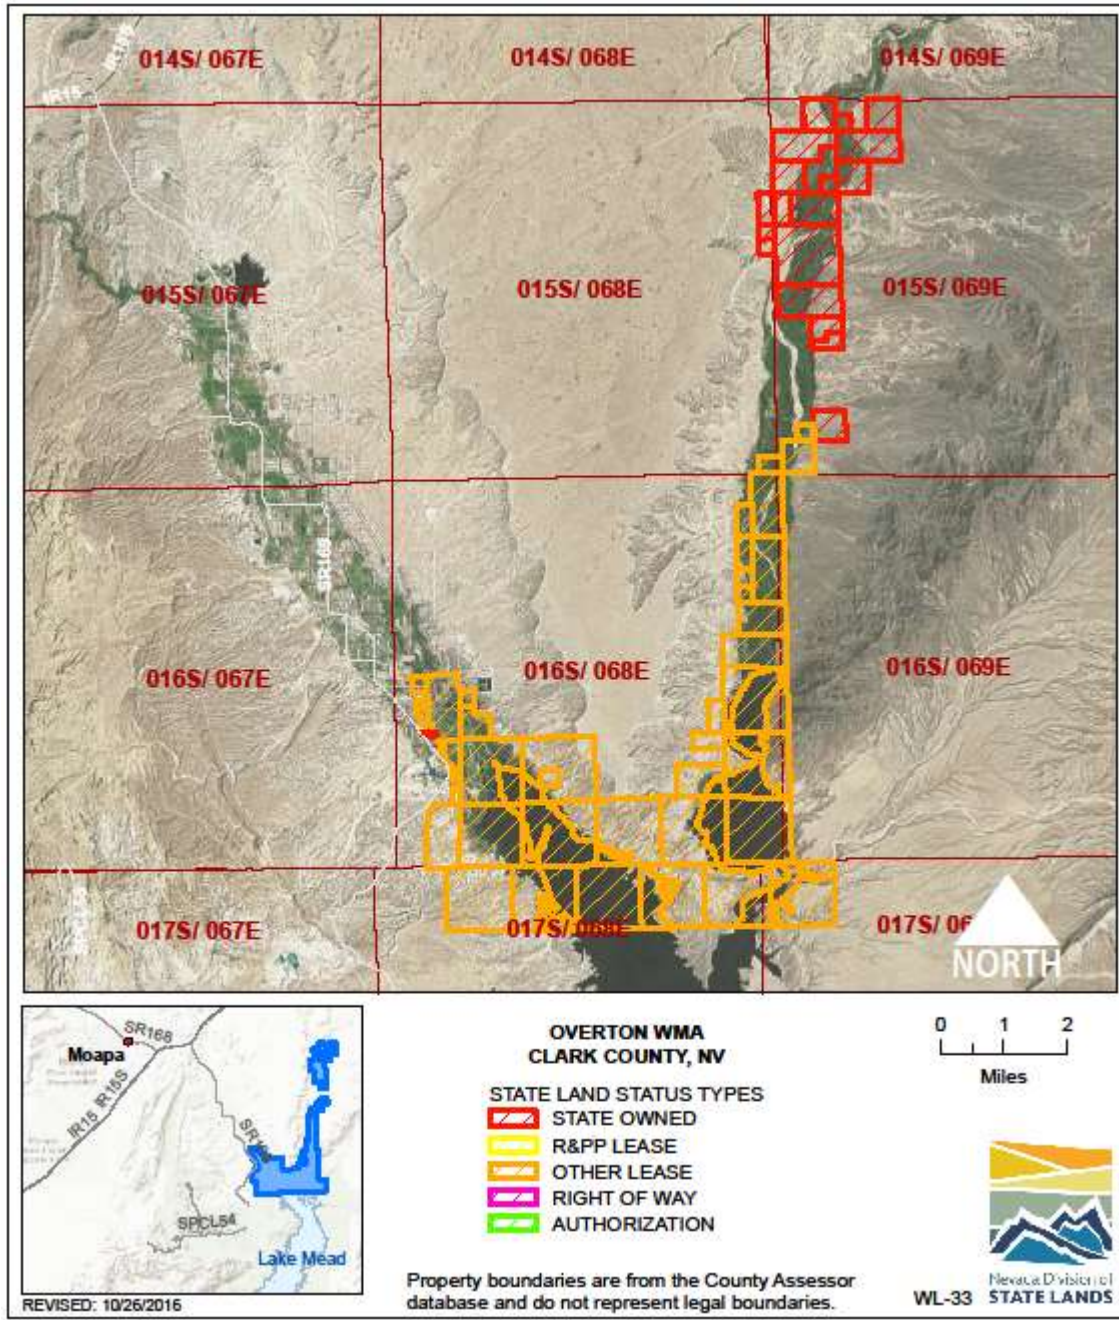 014S/ 067E
014S/ 068E
014S/ 069E
IR15
015S/ 067E
015S/ 068E
015S/ 069E
SR169
016S/ 067E
016S/ 068E
016S/ 069E
017S/ 067E
017S/ 068E
017S/
NORTH
SR168
Moapa
IR15 IR15S
SPCL54
Lake Mead
REVISED: 10/26/2016
OVERTON WMA
CLARK COUNTY, NV
STATE LAND STATUS TYPES
STATE OWNED
R&PP LEASE
OTHER LEASE
RIGHT OF WAY
AUTHORIZATION
Property boundaries are from the County Assessor
database and do not represent legal boundaries.
0 1 2
Miles
WL-33
Nevada Division of
STATE LANDS